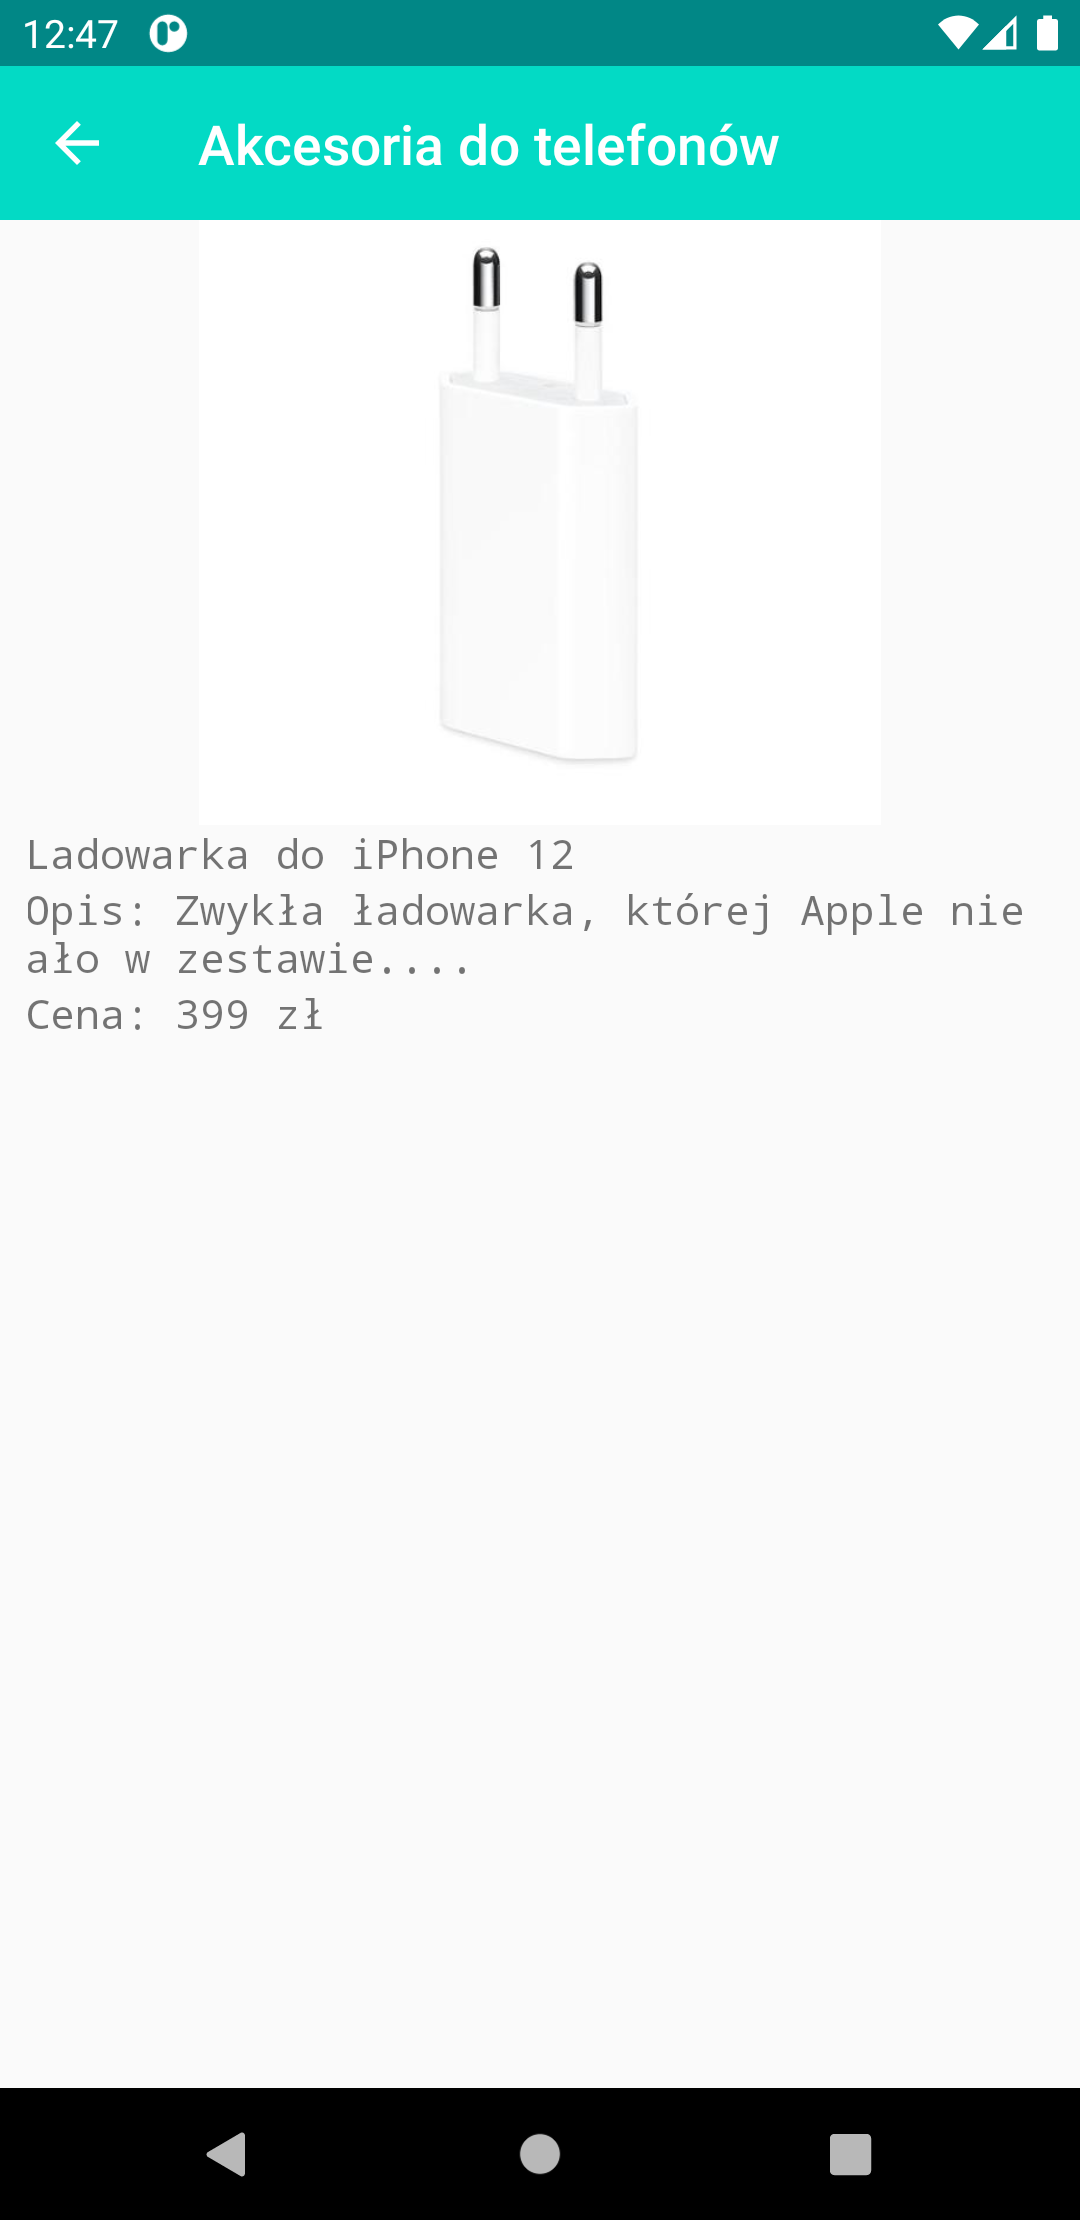 12:47
Akcesoria do telefonów
Ladowarka do iPhone 12
Opis: Zwykła ładowarka, której Apple nie
ało w zestawie....
Cena: 399 zł